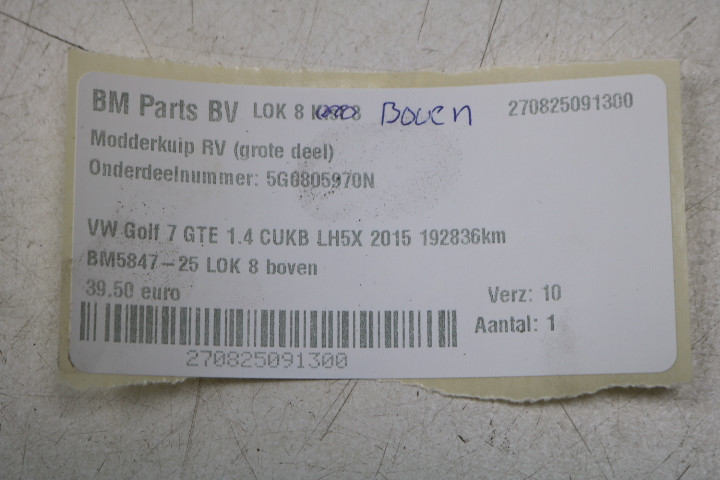 BM Parts BV LOK 8 Boven 270825091300
Modderkuip RV (grote deel)
Onderdeelnummer: 5G0805970N
VW Golf 7 GTE 1.4 CUKB LH5X 2015 192836km
BM5847-25 LOK 8 boven
39.50 euro
Verz: 10
Aantal: 1
270825091300